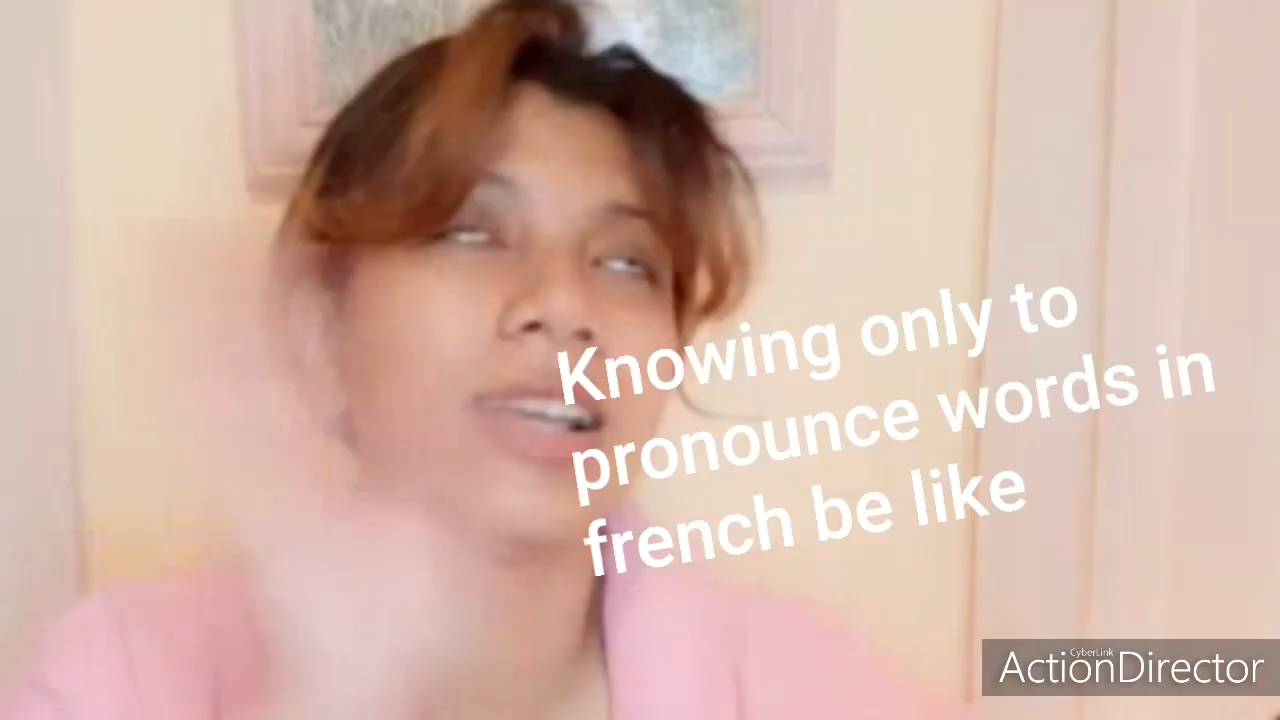 Knowing only to
pronounce words in
french be like
CyberLink
ActionDirector